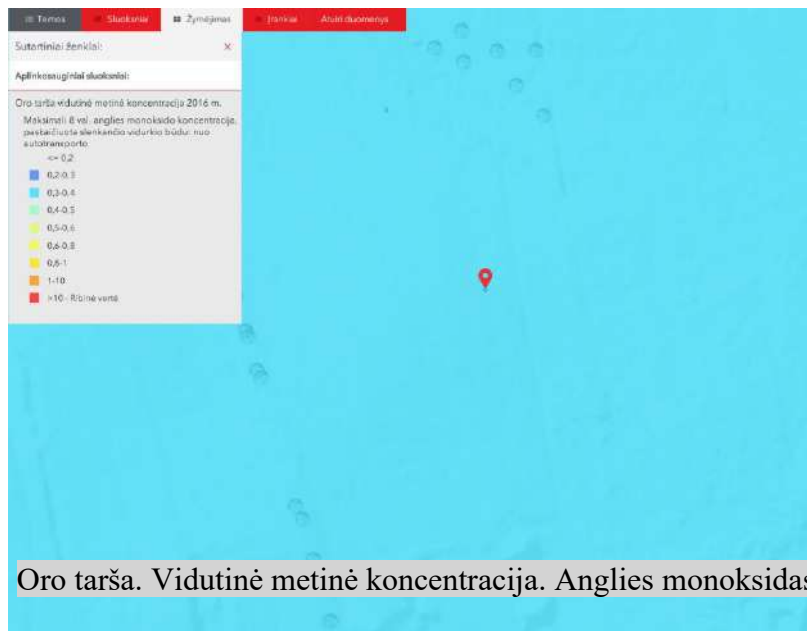 Temos Sluoksniai Žymėjimas Įrankiai Atviri duomenys
Sutartiniai ženklai: ×
Aplinkosauginiai sluoksniai:
Oro tarša vidutinė metinė koncentracija 2016 m.
Maksimali 8 val. anglies monoksido koncentracija,
paskaičiuota slenkančio vidurkio būdu: nuo
autotransporto
<= 0,2
0,2-0,3
0,3-0,4
0,4-0,5
0,5-0,6
0,6-0,8
0,8-1
1-10
>10 - Ribinė vertė
Oro tarša. Vidutinė metinė koncentracija. Anglies monoksidas